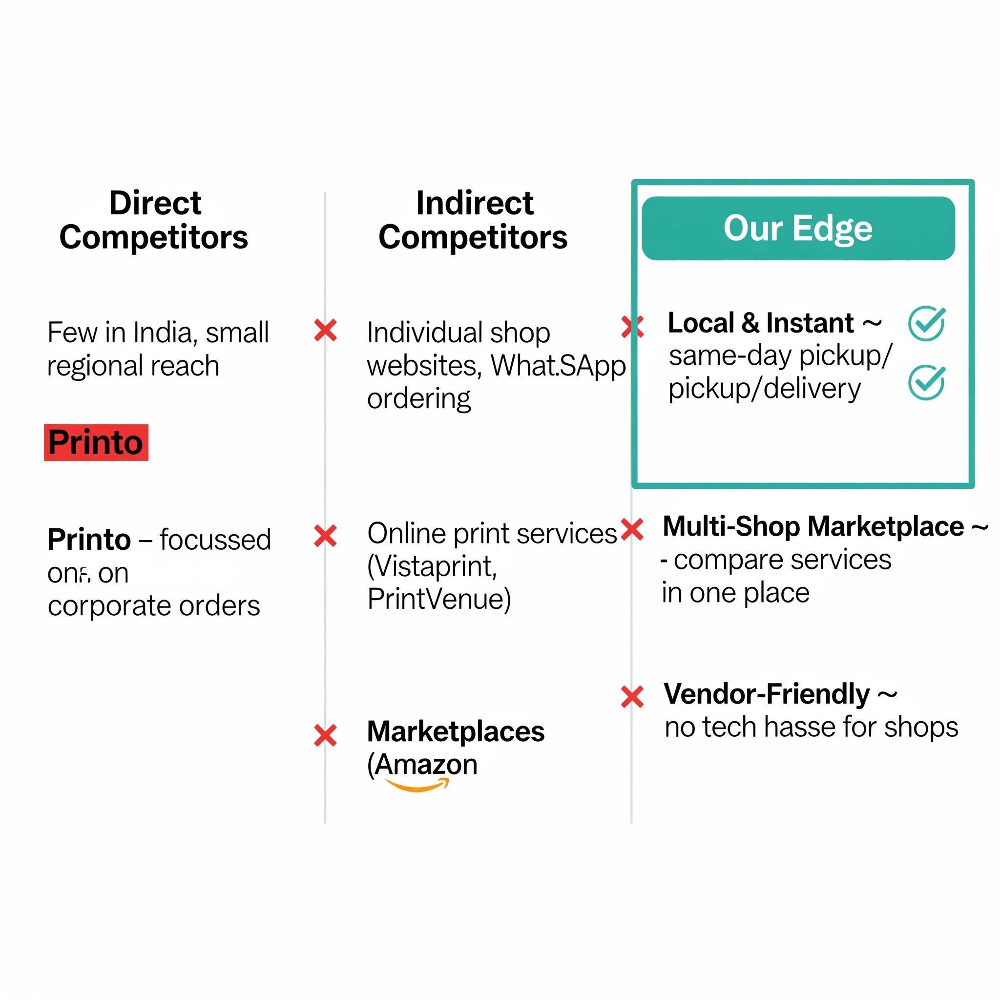 Direct
Competitors
Few in India, small
regional reach
Printo
Printo – focussed
on
corporate orders
Indirect
Competitors
Individual shop
websites, What.SApp
ordering
Online print services
(Vistaprint,
PrintVenue)
Marketplaces
(Amazon
Our Edge
Local & Instant ~
same-day pickup/
pickup/delivery
Multi-Shop Marketplace ~
- compare services
in one place
Vendor-Friendly ~
no tech hasse for shops